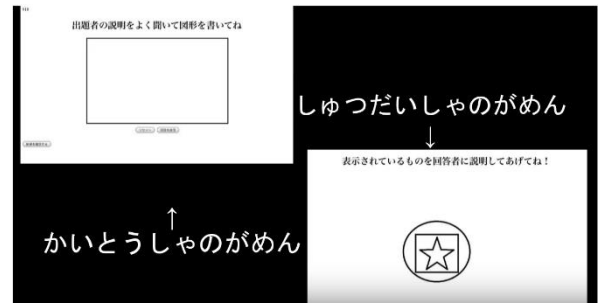 出題者の説明をよく聞いて図形を書いてね
しゅつだいしゃのがめん
↓
表示されているものを回答者に説明してあげてね！
↑
かいとうしゃのがめん